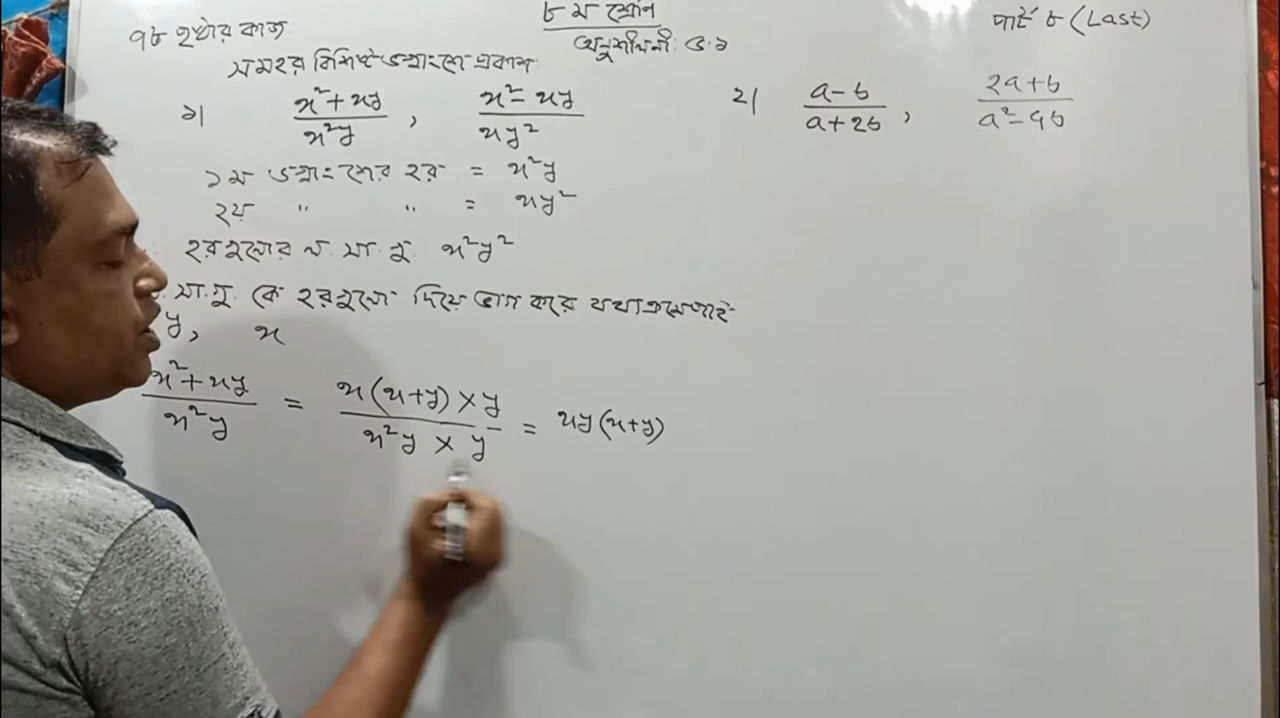 ৮ম শ্রেণি
৭৮ পৃষ্ঠার কাজ
পার্ট ৮ (Last)
অনুশীলনী: ৫.১
সমহর বিশিষ্ট ভগ্নাংশে প্রকাশ:
১| (x²+xy)/(x²y), (x²-xy)/(xy²)
২| (a-b)/(a+2b), (2a+b)/(a²-4b)
১ম ভগ্নাংশের হর = x²y
২য় " " = xy²
হরগুলোর ল.সা.গু. x²y²
.সা.গু. কে হরগুলো দিয়ে ভাগ করে যথাক্রমে পাই-
y, x
(x²+xy)/(x²y) = (x(x+y)×y)/(x²y×y) = xy(x+y)